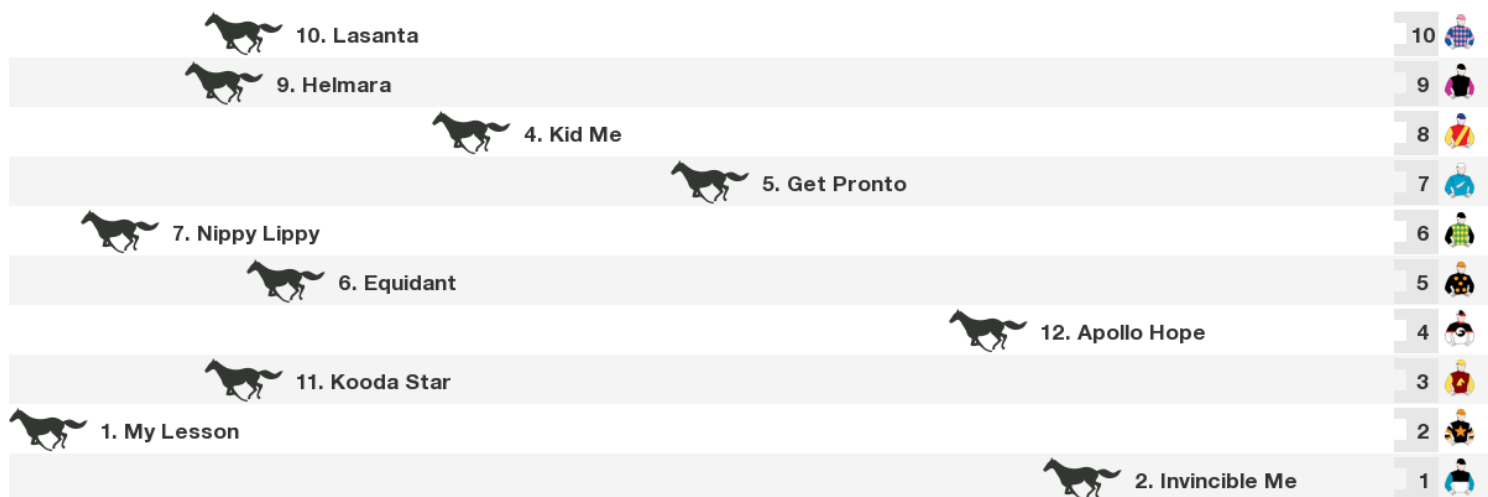 10. Lasanta 10
9. Helmara 9
4. Kid Me 8
5. Get Pronto 7
7. Nippy Lippy 6
6. Equidant 5
12. Apollo Hope 4
11. Kooda Star 3
1. My Lesson 2
2. Invincible Me 1